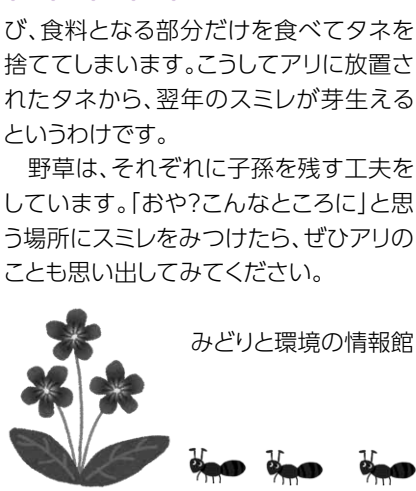 び、食料となる部分だけを食べてタネを
捨ててしまいます。こうしてアリに放置さ
れたタネから、翌年のスミレが芽生える
というわけです。
　野草は、それぞれに子孫を残す工夫を
しています。「おや?こんなところに」と思
う場所にスミレをみつけたら、ぜひアリの
ことも思い出してみてください。
みどりと環境の情報館